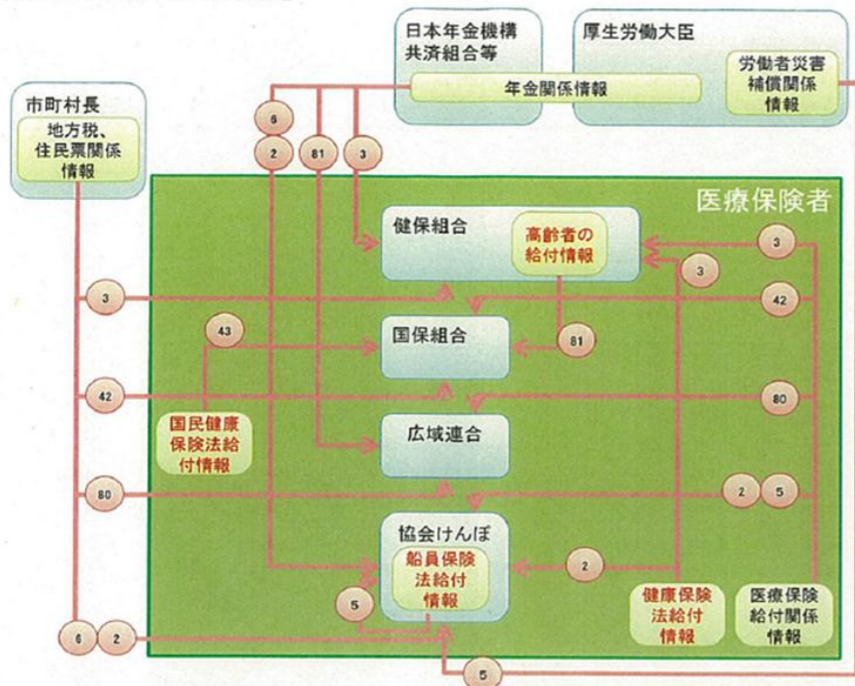 日本年金機構
共済組合等
厚生労働大臣
年金関係情報
労働者災害
補償関係
情報
市町村長
地方税、
住民票関係
情報
6
2
81
3
医療保険者
健保組合
高齢者の
給付情報
3
3
3
42
43
国保組合
81
42
80
国民健康
保険法給
付情報
広域連合
80
2
5
協会けんぽ
船員保険
法給付
情報
2
5
健康保険
法給付
情報
医療保険
給付関係
情報
6
2
5